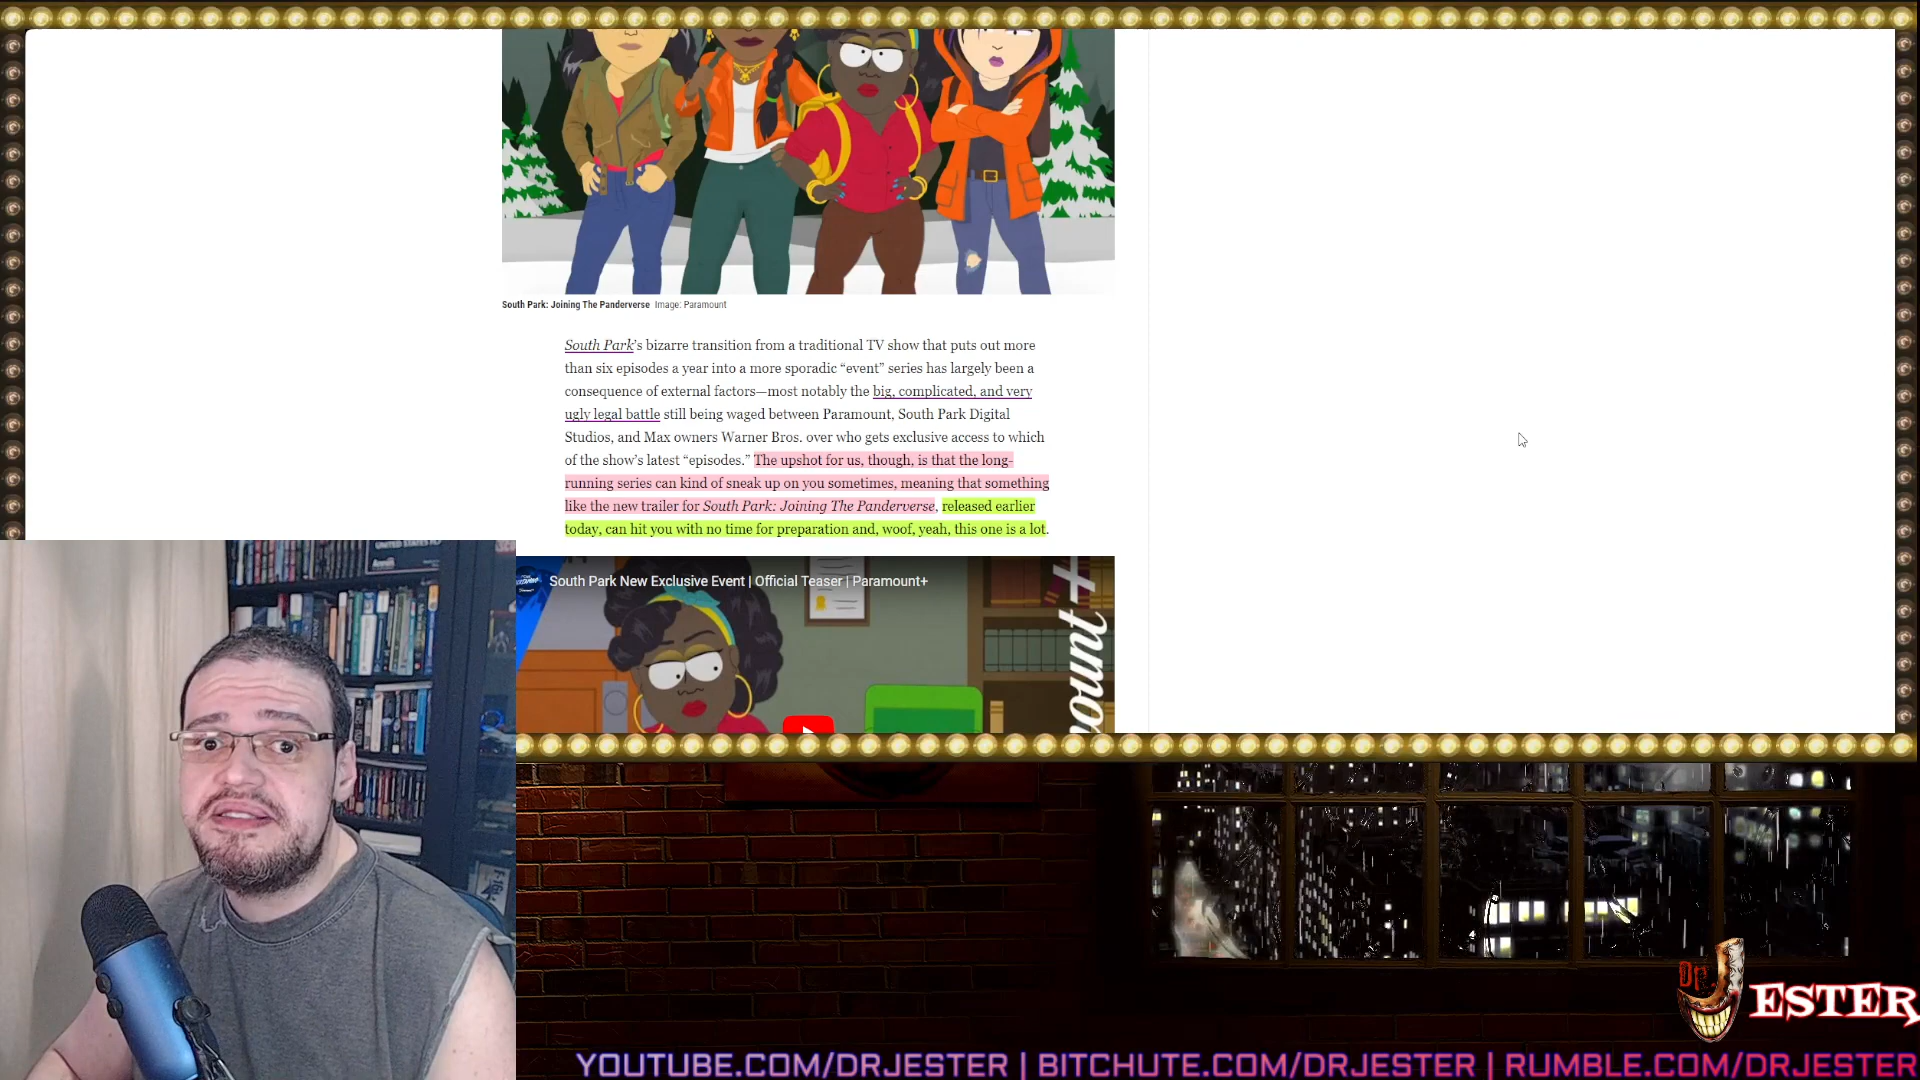 South Park: Joining The Panderverse Image: Paramount
South Park's bizarre transition from a traditional TV show that puts out more
than six episodes a year into a more sporadic “event” series has largely been a
consequence of external factors—most notably the big, complicated, and very
ugly legal battle still being waged between Paramount, South Park Digital
Studios, and Max owners Warner Bros. over who gets exclusive access to which
of the show's latest “episodes.” The upshot for us, though, is that the long-
running series can kind of sneak up on you sometimes, meaning that something
like the new trailer for South Park: Joining The Panderverse, released earlier
today, can hit you with no time for preparation and, woof, yeah, this one is a lot.
South Park New Exclusive Event | Official Teaser | Paramount+
ount+
Dr. JESTER
YOUTUBE.COM/DRJESTER | BITCHUTE.COM/DRJESTER | RUMBLE.COM/DRJESTER